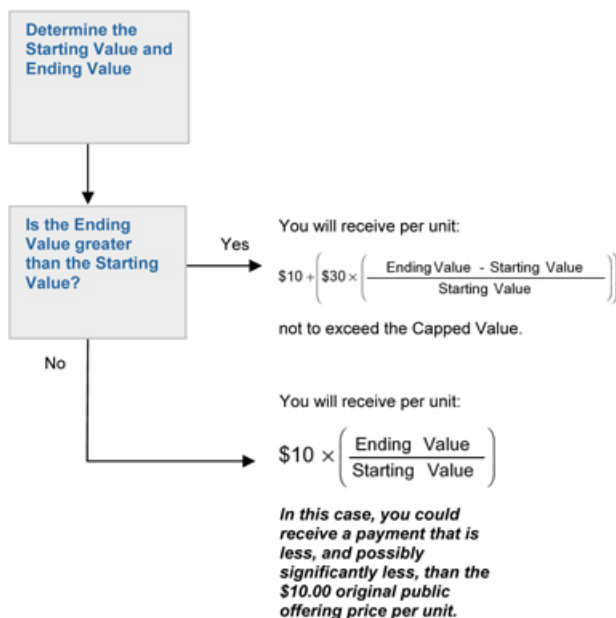 Determine the
Starting Value and
Ending Value
Is the Ending
Value greater
than the Starting
Value?
Yes
You will receive per unit:
$10 + ( $30 × ( Ending Value - Starting Value
Starting Value ) )
not to exceed the Capped Value.
No
You will receive per unit:
$10 × ( Ending Value
Starting Value )
In this case, you could
receive a payment that is
less, and possibly
significantly less, than the
$10.00 original public
offering price per unit.